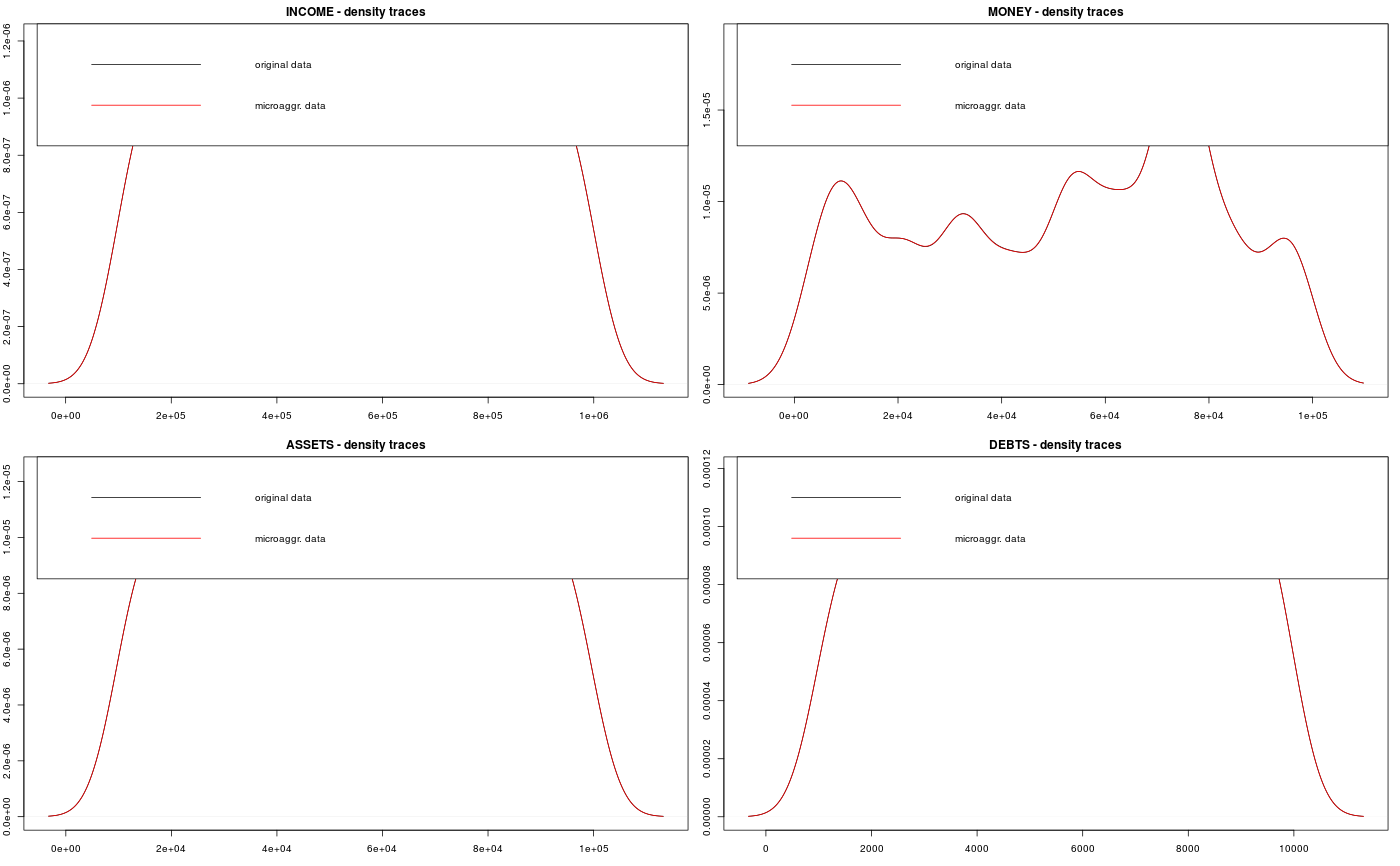 INCOME - density traces
original data
microaggr. data
0.0e+00
2.0e-07
4.0e-07
6.0e-07
8.0e-07
1.0e-06
1.2e-06
0e+00 2e+05 4e+05 6e+05 8e+05 1e+06
MONEY - density traces
original data
microaggr. data
0.0e+00
5.0e-06
1.0e-05
1.5e-05
0e+00 2e+04 4e+04 6e+04 8e+04 1e+05
ASSETS - density traces
original data
microaggr. data
0.0e+00
2.0e-06
4.0e-06
6.0e-06
8.0e-06
1.0e-05
1.2e-05
0e+00 2e+04 4e+04 6e+04 8e+04 1e+05
DEBTS - density traces
original data
microaggr. data
0.00000
0.00002
0.00004
0.00006
0.00008
0.00010
0.00012
0 2000 4000 6000 8000 10000